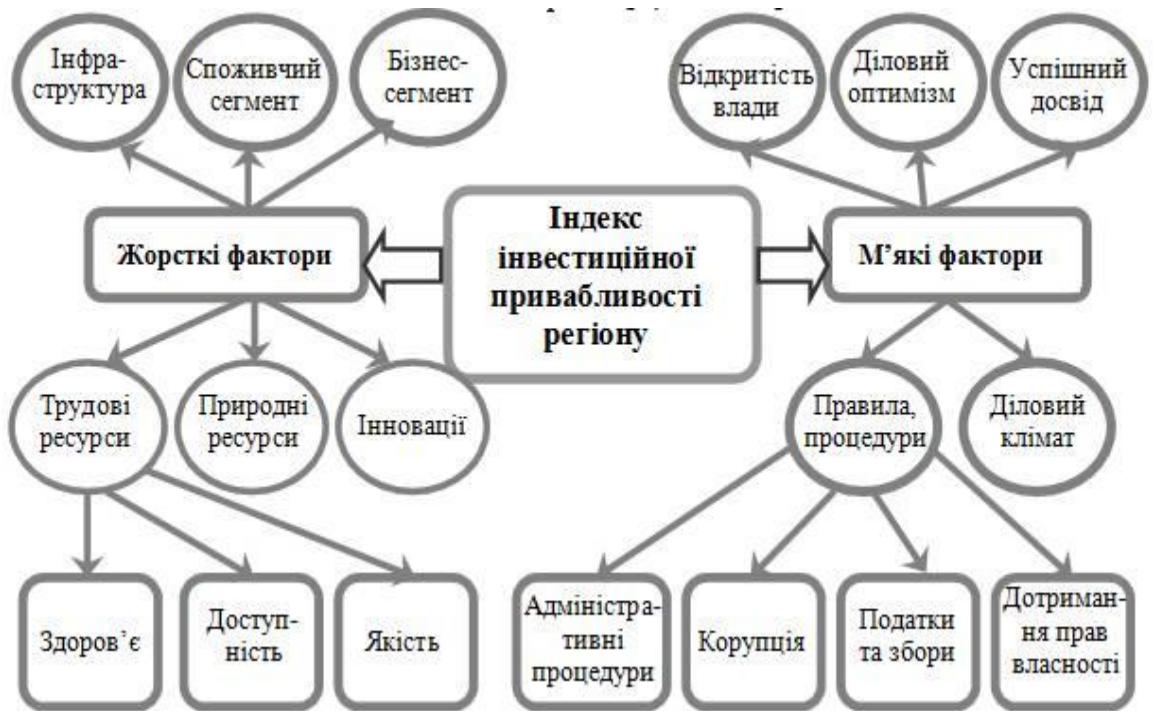 Інфра-
структура
Споживчий
сегмент
Бізнес-
сегмент
Відкритість
влади
Діловий
оптимізм
Успішний
досвід
Жорсткі фактори
Індекс
інвестиційної
привабливості
регіону
М’які фактори
Трудові
ресурси
Природні
ресурси
Інновації
Правила,
процедури
Діловий
клімат
Здоров’є
Доступ-
ність
Якість
Адміністра-
тивні
процедури
Корупція
Податки
та збори
Дотриман-
ня прав
власності